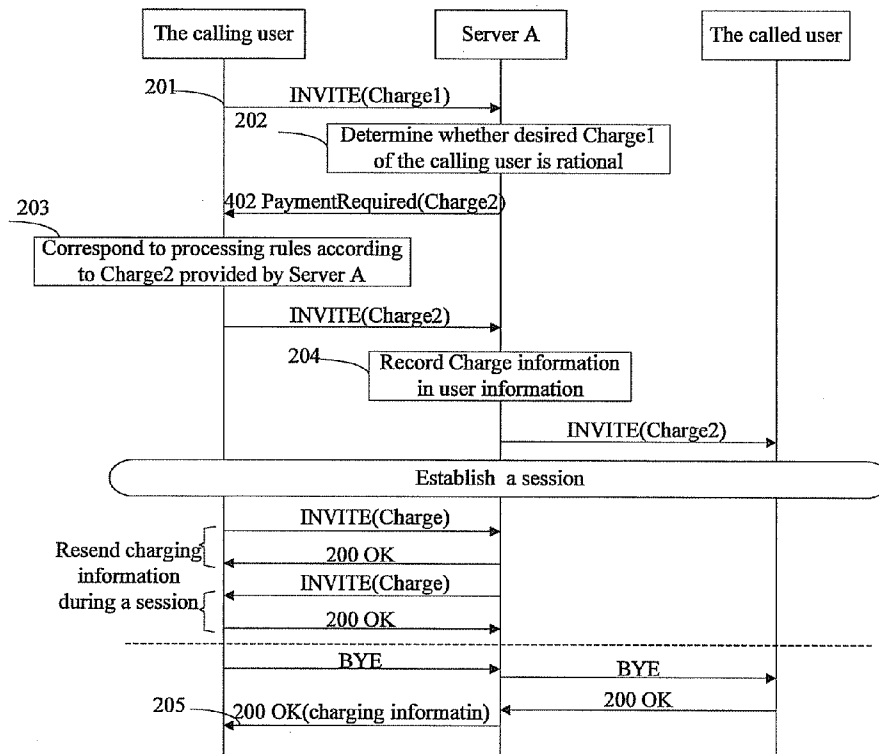 The calling user
Server A
The called user
201
INVITE(Charge1)
202
Determine whether desired Charge1
of the calling user is rational
402 PaymentRequired(Charge2)
203
Correspond to processing rules according
to Charge2 provided by Server A
INVITE(Charge2)
204
Record Charge information
in user information
INVITE(Charge2)
Establish a session
INVITE(Charge)
Resend charging
information
during a session
200 OK
INVITE(Charge)
200 OK
BYE
BYE
200 OK
205
200 OK(charging informatin)